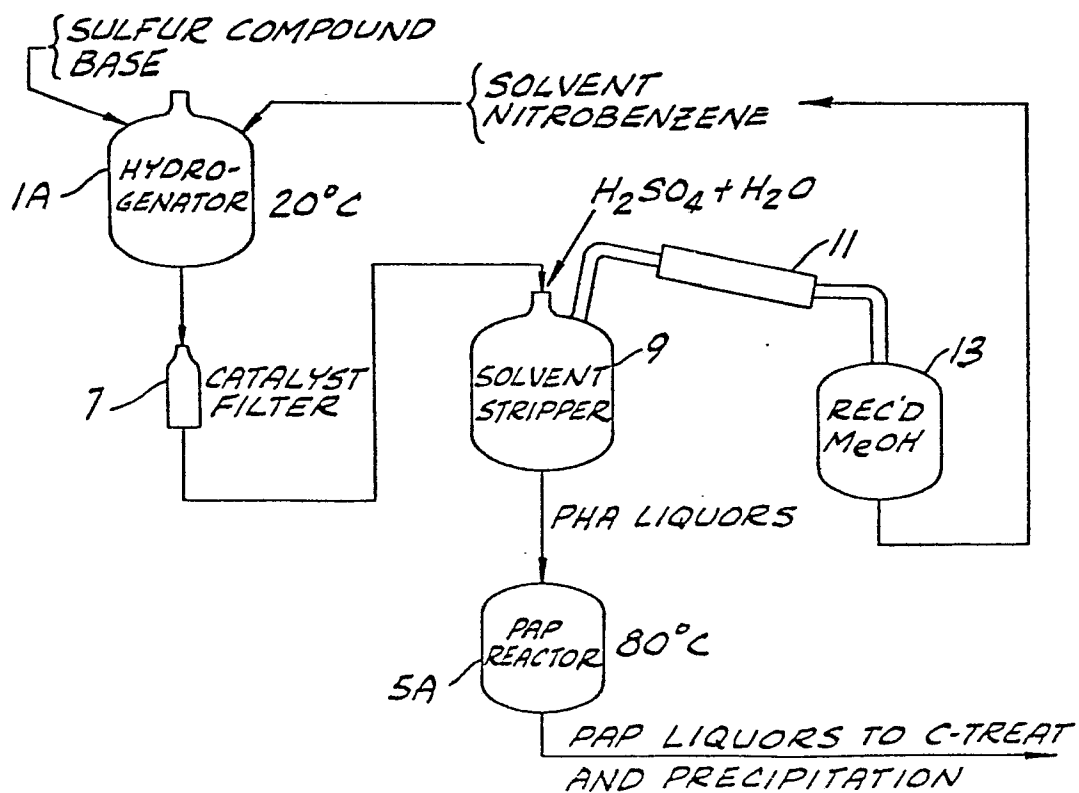 SULFUR COMPOUND
BASE
SOLVENT
NITROBENZENE
HYDRO-
GENATOR
1A
20°C
H2SO4 + H2O
11
7
CATALYST
FILTER
SOLVENT
STRIPPER
9
13
REC'D
MeOH
PHA LIQUORS
PAP
REACTOR
80°C
5A
PAP LIQUORS TO C-TREAT
AND PRECIPITATION